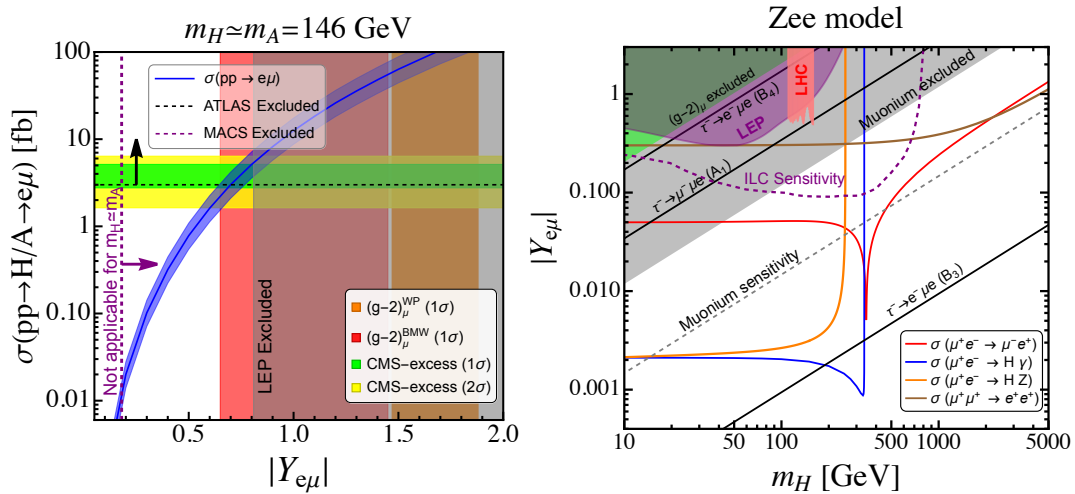 m_H≃m_A=146 GeV
100
10
1
0.10
0.01
σ(pp→H/A→eμ) [fb]
σ(pp → eμ)
ATLAS Excluded
MACS Excluded
Not applicable for m_H≃m_A
LEP Excluded
(g−2)_μ^WP (1σ)
(g−2)_μ^BMW (1σ)
CMS−excess (1σ)
CMS−excess (2σ)
0.5
1.0
1.5
2.0
|Y_eμ|
Zee model
1
0.100
0.010
0.001
|Y_eμ|
(g−2)_μ excluded
τ⁻→e⁻ μe (B₄)
LEP
LHC
Muonium excluded
τ⁻→μ⁻ μe (A₁)
ILC Sensitivity
Muonium sensitivity
τ⁻→e⁻ μe (B₃)
σ (μ⁺e⁻ → μ⁻e⁺)
σ (μ⁺e⁻ → H γ)
σ (μ⁺e⁻ → H Z)
σ (μ⁺μ⁺ → e⁺e⁺)
10
50
100
500
1000
5000
m_H [GeV]